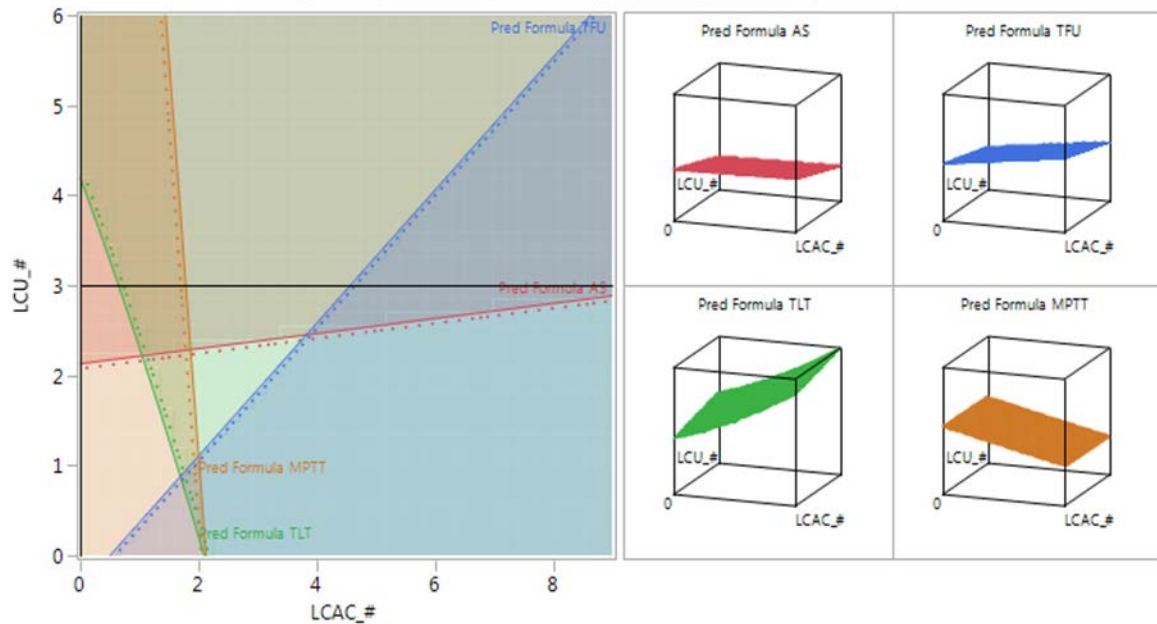 6
5
4
3
2
1
0
LCU_#
0 2 4 6 8
LCAC_#
Pred Formula TFU
Pred Formula AS
Pred Formula MPTT
Pred Formula TLT
Pred Formula AS
LCU_#
0
LCAC_#
Pred Formula TFU
LCU_#
0
LCAC_#
Pred Formula TLT
LCU_#
0
LCAC_#
Pred Formula MPTT
LCU_#
0
LCAC_#